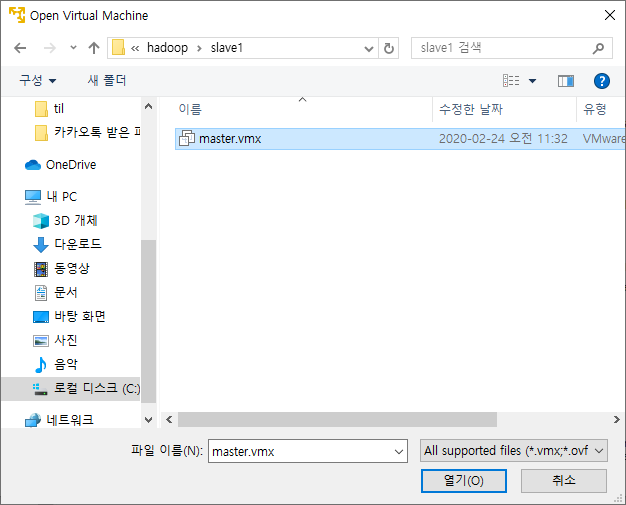 Open Virtual Machine
« hadoop › slave1
slave1 검색
구성
새 폴더
이름
수정한 날짜
유형
til
카카오톡 받은 파
master.vmx
2020-02-24 오전 11:32
VMware
OneDrive
내 PC
3D 개체
다운로드
동영상
문서
바탕 화면
사진
음악
로컬 디스크 (C:)
네트워크
파일 이름(N):
master.vmx
All supported files (*.vmx;*.ovf
열기(O)
취소